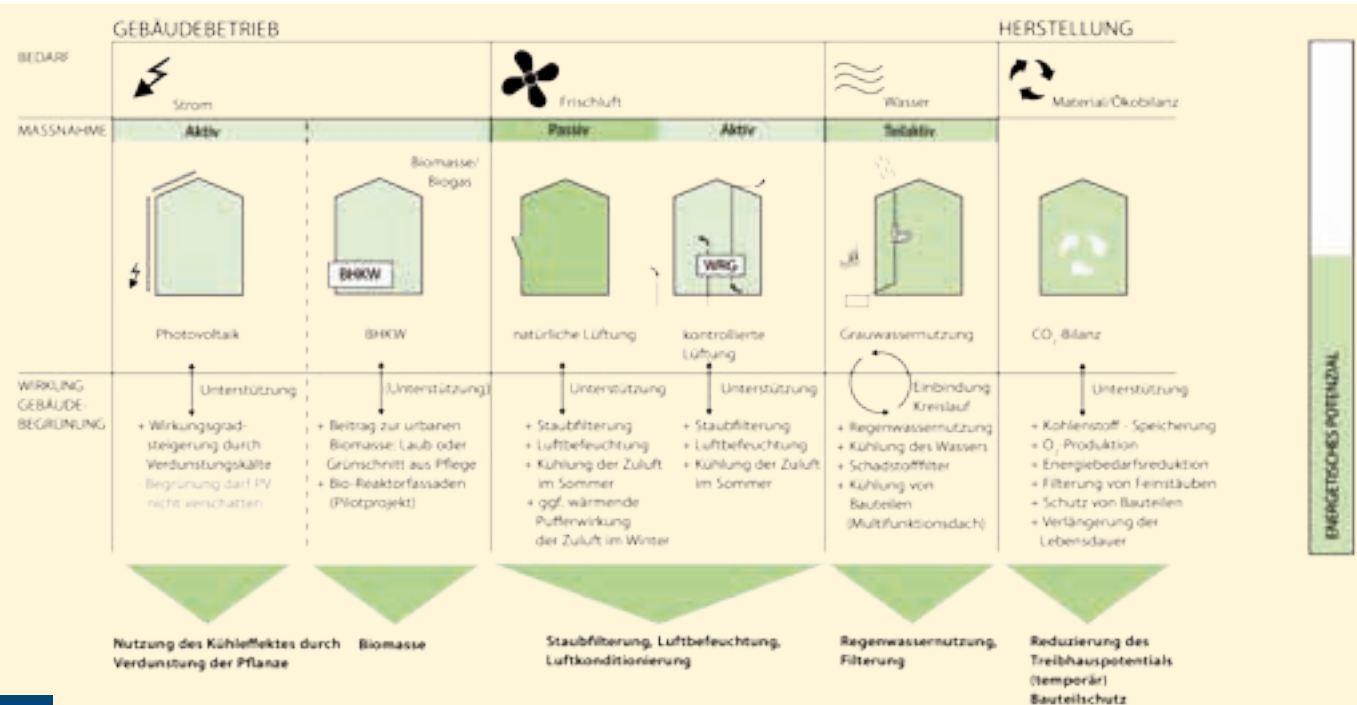 GEBÄUDEBETRIEB
HERSTELLUNG
BEDARF
Strom
Frischluft
Wasser
Material/Ökobilanz
MASSNAHME
Aktiv
Passiv
Aktiv
Teilaktiv
Biomasse/
Biogas
BHKW
WRG
Photovoltaik
BHKW
natürliche Lüftung
kontrollierte
Lüftung
Grauwassernutzung
CO₂-Bilanz
WIRKUNG
GEBÄUDE-
BEGRÜNUNG
Unterstützung
+ Wirkungsgrad-
steigerung durch
Verdunstungskälte
- Begrünung darf PV
nicht verschatten
(Unterstützung)
+ Beitrag zur urbanen
Biomasse: Laub oder
Grünschnitt aus Pflege
+ Bio-Reaktorfassaden
(Pilotprojekt)
Unterstützung
+ Staubfilterung
+ Luftbefeuchtung
+ Kühlung der Zuluft
im Sommer
+ ggf. wärmende
Pufferwirkung
der Zuluft im Winter
Unterstützung
+ Staubfilterung
+ Luftbefeuchtung
+ Kühlung der Zuluft
im Sommer
Einbindung
Kreislauf
+ Regenwassernutzung
+ Kühlung des Wassers
+ Schadstofffilter
+ Kühlung von
Bauteilen
(Multifunktionsdach)
Unterstützung
+ Kohlenstoff - Speicherung
+ O₂-Produktion
+ Energiebedarfsreduktion
+ Filterung von Feinstäuben
+ Schutz von Bauteilen
+ Verlängerung der
Lebensdauer
Nutzung des Kühleffektes durch
Verdunstung der Pflanze
Biomasse
Staubfilterung, Luftbefeuchtung,
Luftkonditionierung
Regenwassernutzung,
Filterung
Reduzierung des
Treibhauspotentials
(temporär)
Bauteilschutz
ENERGETISCHES POTENZIAL